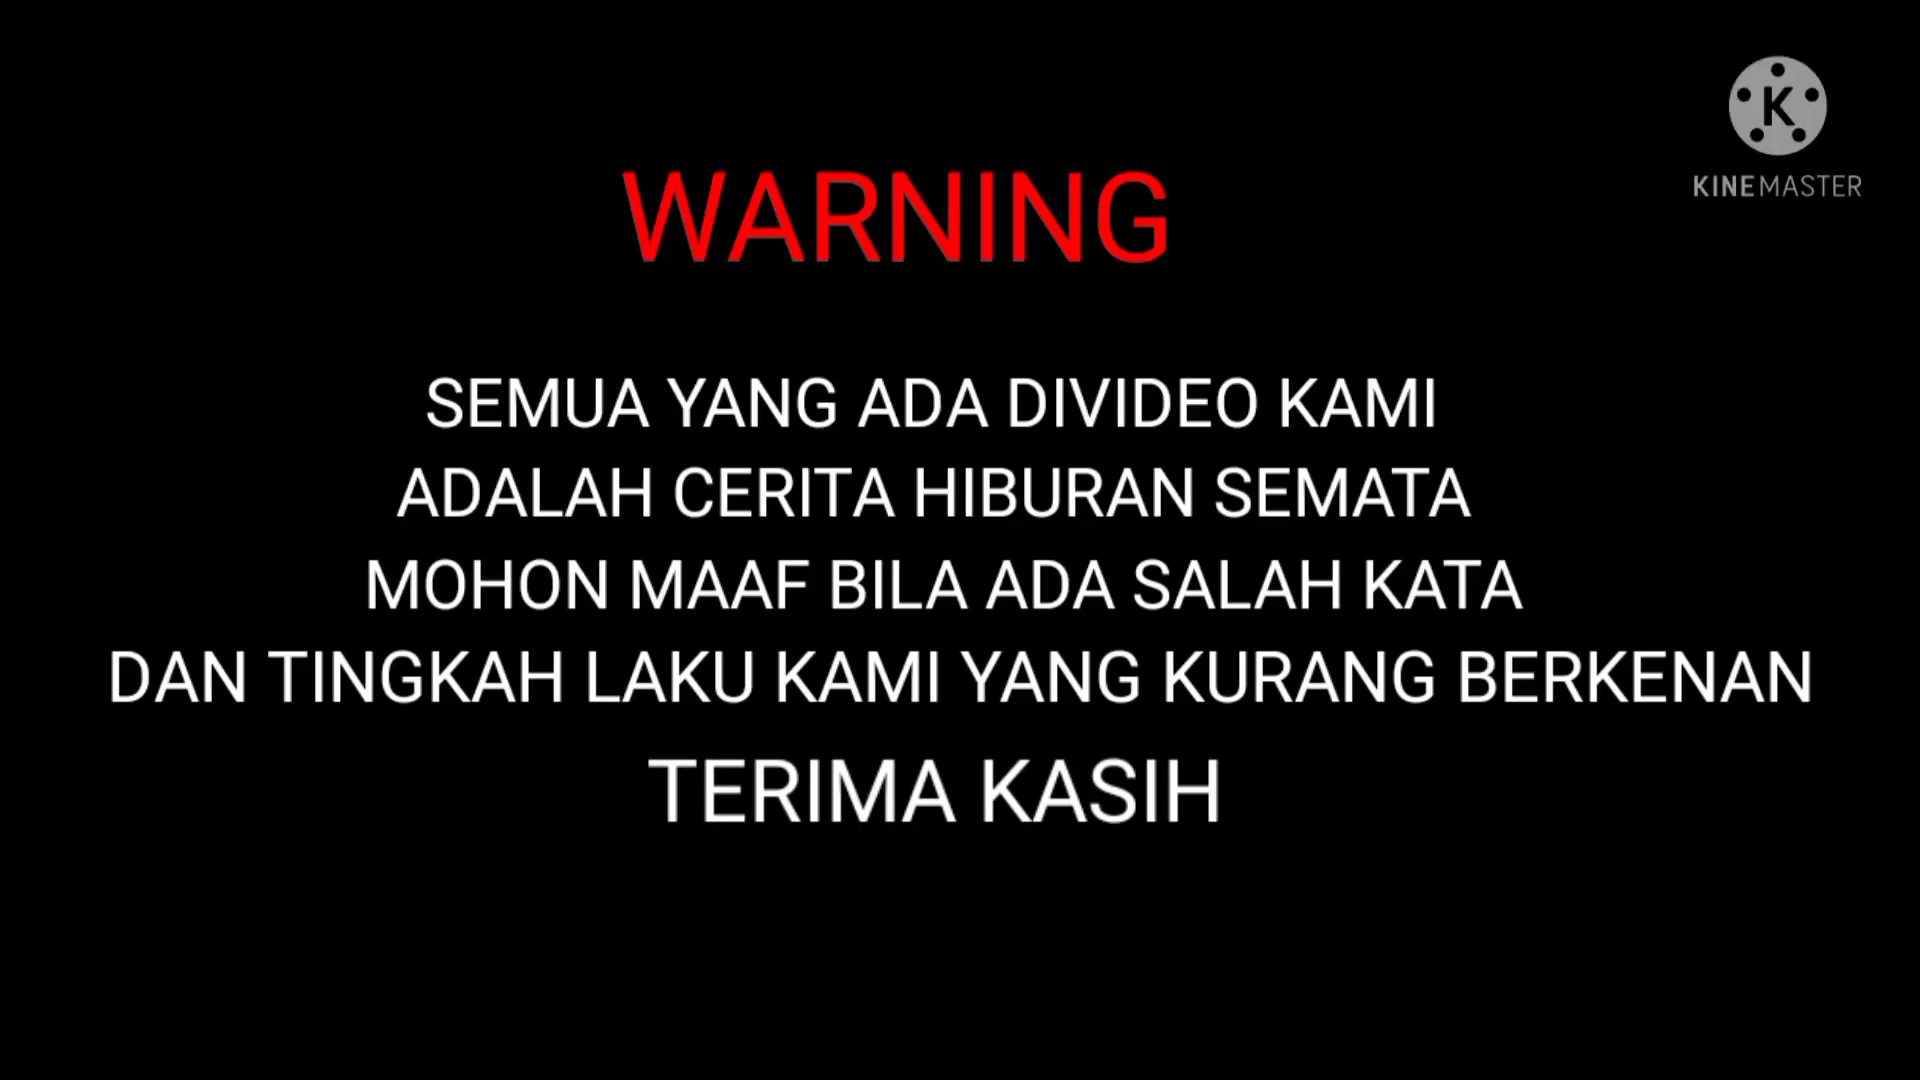 KINEMASTER
WARNING
SEMUA YANG ADA DIVIDEO KAMI
ADALAH CERITA HIBURAN SEMATA
MOHON MAAF BILA ADA SALAH KATA
DAN TINGKAH LAKU KAMI YANG KURANG BERKENAN
TERIMA KASIH